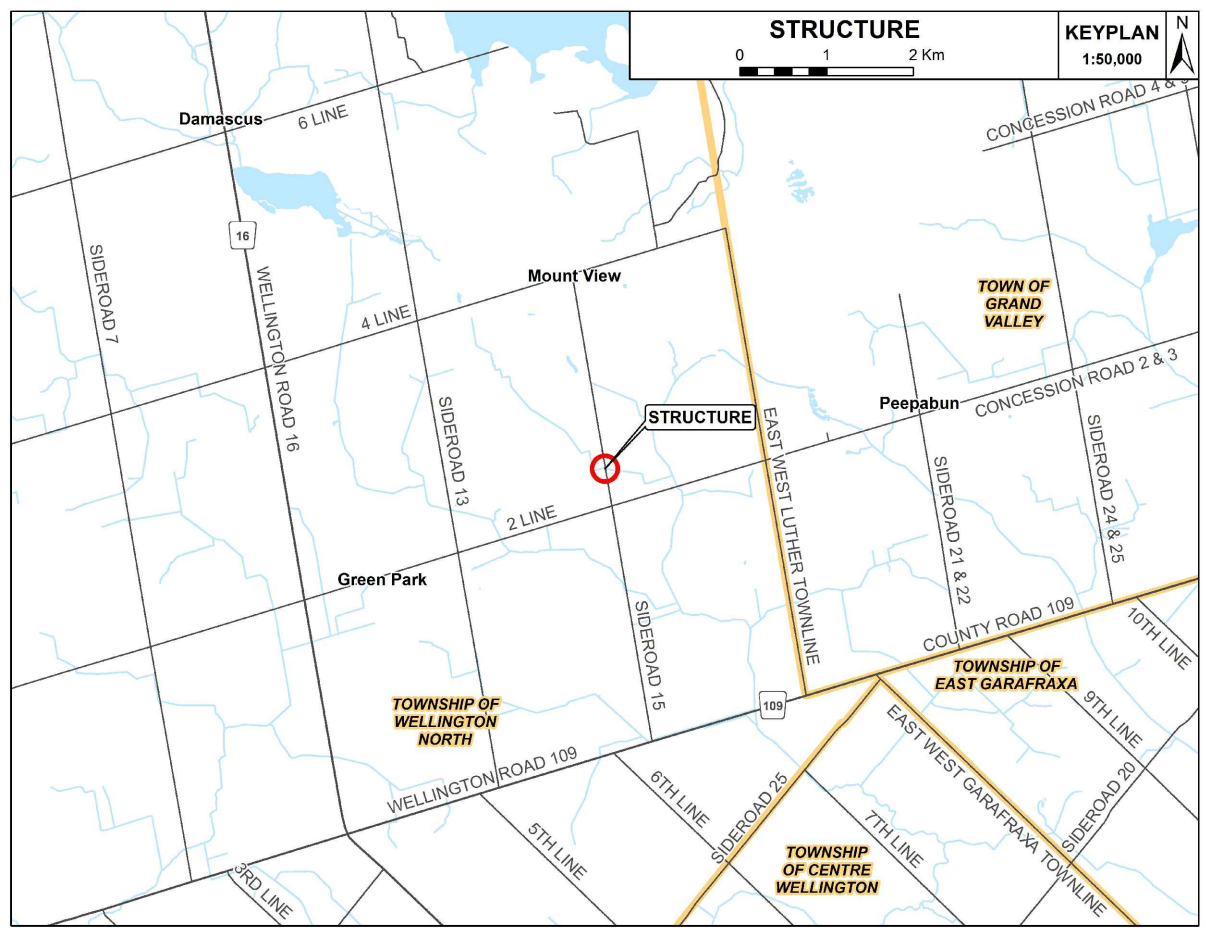 STRUCTURE
0 1 2 Km
KEYPLAN
1:50,000
N
Damascus
6 LINE
CONCESSION ROAD 4 &
16
SIDEROAD 7
WELLINGTON ROAD 16
Mount View
4 LINE
TOWN OF
GRAND
VALLEY
SIDEROAD 13
STRUCTURE
Peepabun
CONCESSION ROAD 2 & 3
EAST WEST LUTHER TOWNLINE
SIDEROAD 21 & 22
SIDEROAD 24 & 25
2 LINE
Green Park
SIDEROAD 15
COUNTY ROAD 109
10TH LINE
TOWNSHIP OF
EAST GARAFRAXA
TOWNSHIP OF
WELLINGTON
NORTH
109
9TH LINE
EAST WEST GARAFRAXA TOWNLINE
WELLINGTON ROAD 109
6TH LINE
SIDEROAD 25
7TH LINE
SIDEROAD 20
5TH LINE
3RD LINE
TOWNSHIP
OF CENTRE
WELLINGTON